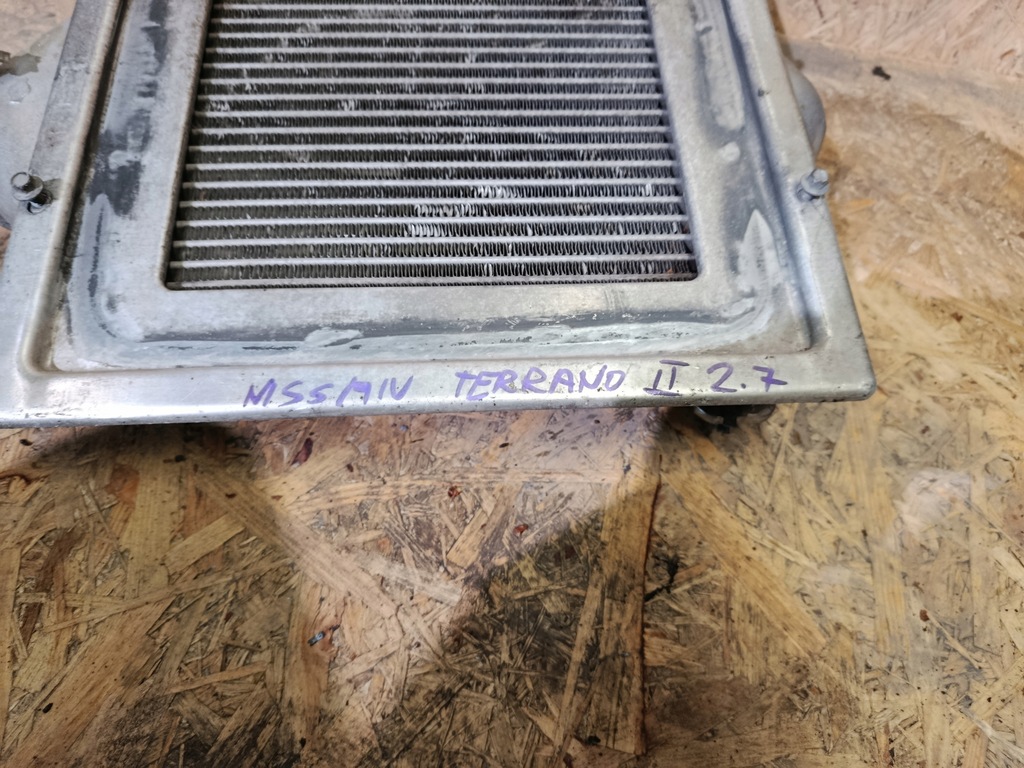 NISSAN TERRANO II 2.7